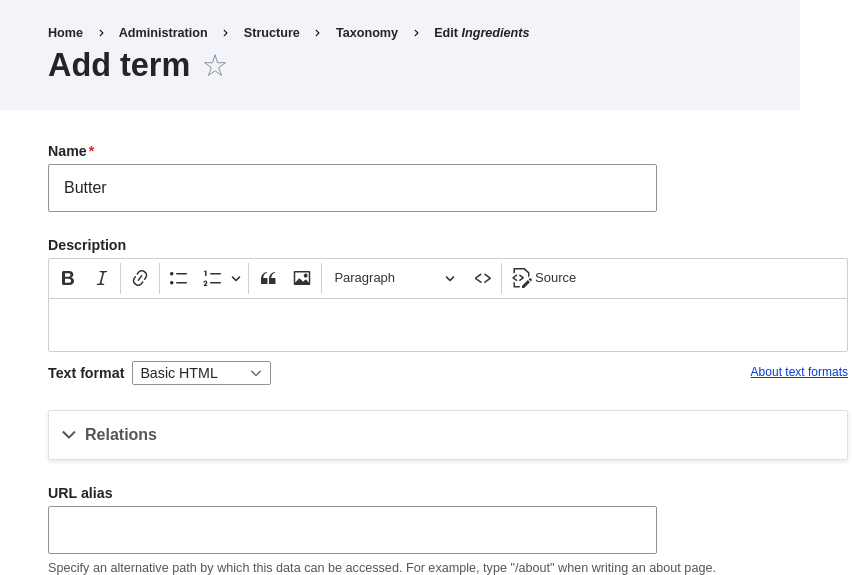 Home > Administration > Structure > Taxonomy > Edit Ingredients
Add term
Name*
Butter
Description
B I Paragraph Source
Text format Basic HTML About text formats
Relations
URL alias
Specify an alternative path by which this data can be accessed. For example, type "/about" when writing an about page.